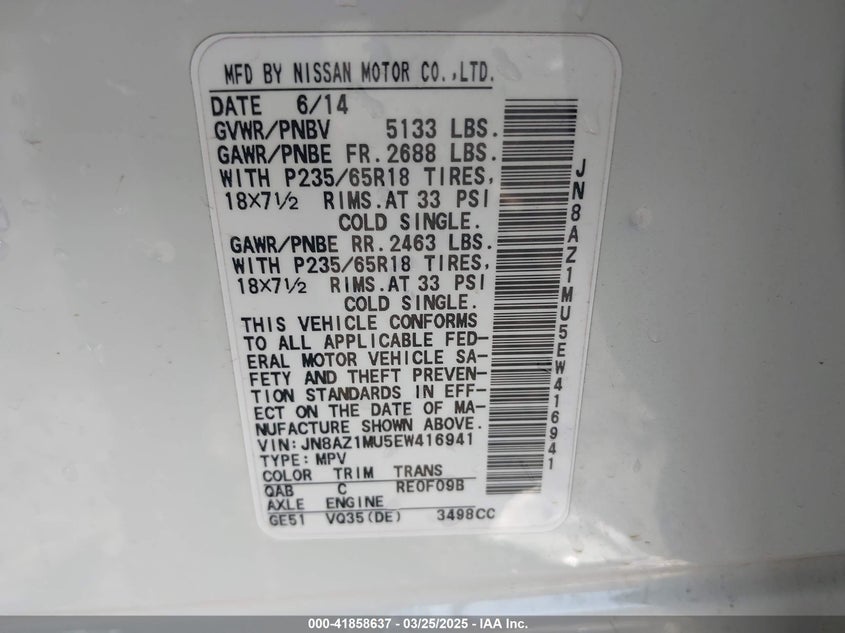 MFD BY NISSAN MOTOR CO.,LTD.
DATE 6/14
GVWR/PNBV 5133 LBS.
GAWR/PNBE FR.2688 LBS.
WITH P235/65R18 TIRES,
18×7½ RIMS.AT 33 PSI
COLD SINGLE.
GAWR/PNBE RR.2463 LBS.
WITH P235/65R18 TIRES,
18×7½ RIMS.AT 33 PSI
COLD SINGLE.
THIS VEHICLE CONFORMS
TO ALL APPLICABLE FED-
ERAL MOTOR VEHICLE SA-
FETY AND THEFT PREVEN-
TION STANDARDS IN EFF-
ECT ON THE DATE OF MA-
NUFACTURE SHOWN ABOVE.
VIN:JN8AZ1MU5EW416941
TYPE:MPV
COLOR TRIM TRANS
QAB C RE0F09B
AXLE ENGINE
GE51 VQ35(DE) 3498CC
JN8AZ1MU5EW416941
000-41858637 - 03/25/2025 - IAA Inc.